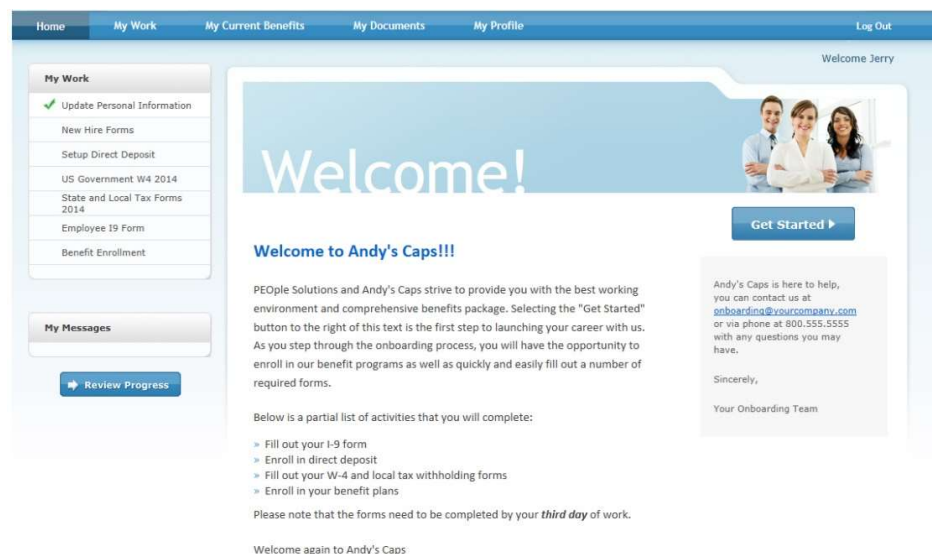 Home My Work My Current Benefits My Documents My Profile Log Out
Welcome Jerry
My Work
Update Personal Information
New Hire Forms
Setup Direct Deposit
US Government W4 2014
State and Local Tax Forms
2014
Employee I9 Form
Benefit Enrollment
My Messages
Review Progress
Welcome!
Welcome to Andy's Caps!!!
PEOple Solutions and Andy's Caps strive to provide you with the best working
environment and comprehensive benefits package. Selecting the "Get Started"
button to the right of this text is the first step to launching your career with us.
As you step through the onboarding process, you will have the opportunity to
enroll in our benefit programs as well as quickly and easily fill out a number of
required forms.
Below is a partial list of activities that you will complete:
» Fill out your I-9 form
» Enroll in direct deposit
» Fill out your W-4 and local tax withholding forms
» Enroll in your benefit plans
Please note that the forms need to be completed by your third day of work.
Welcome again to Andy's Caps
Get Started
Andy's Caps is here to help,
you can contact us at
onboarding@yourcompany.com
or via phone at 800.555.5555
with any questions you may
have.
Sincerely,
Your Onboarding Team